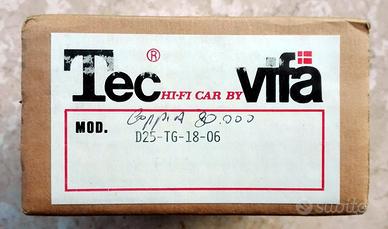 Tec® HI-FI CAR BY vifa
MOD. Coppia 80.000
D25-TG-18-06
subito